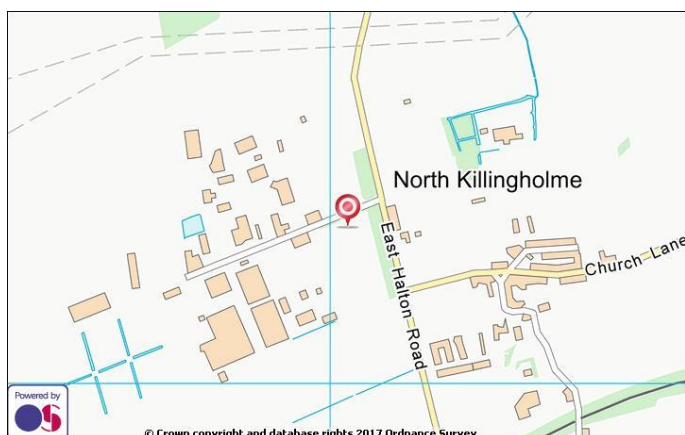 North Killingholme
East Halton Road
Church Lane
Powered by
OS
© Crown copyright and database rights 2017 Ordnance Survey